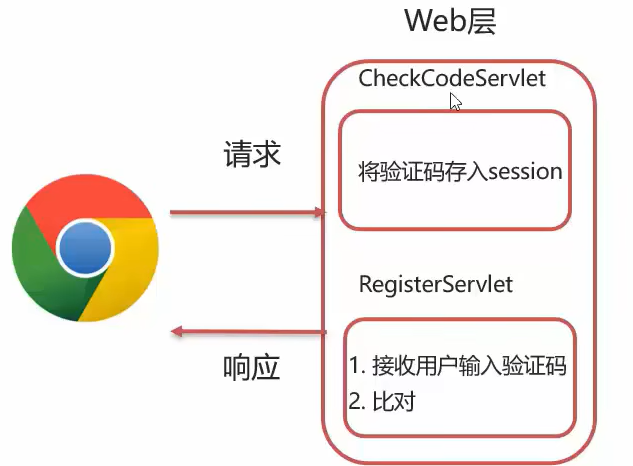 Web层
CheckCodeServlet
请求
将验证码存入session
RegisterServlet
响应
1. 接收用户输入验证码
2. 比对